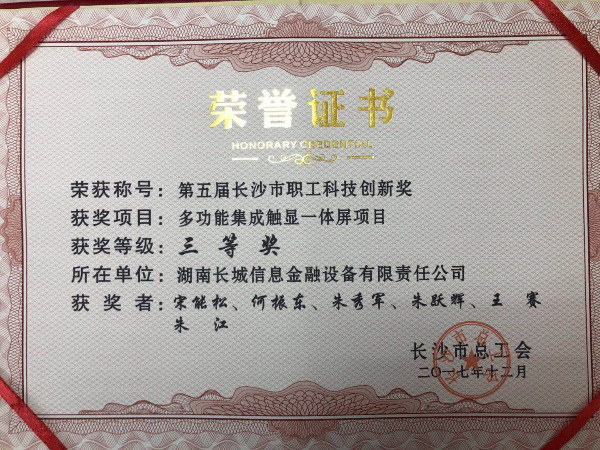 荣誉证书
HONORARY CREDENTIAL
荣获称号：第五届长沙市职工科技创新奖
获奖项目：多功能集成触显一体屏项目
获奖等级：三等奖
所在单位：湖南长城信息金融设备有限责任公司
获奖者：宋能松、何振东、朱秀军、朱跃辉、王赛
朱江
长沙市总工会
二〇一七年十二月